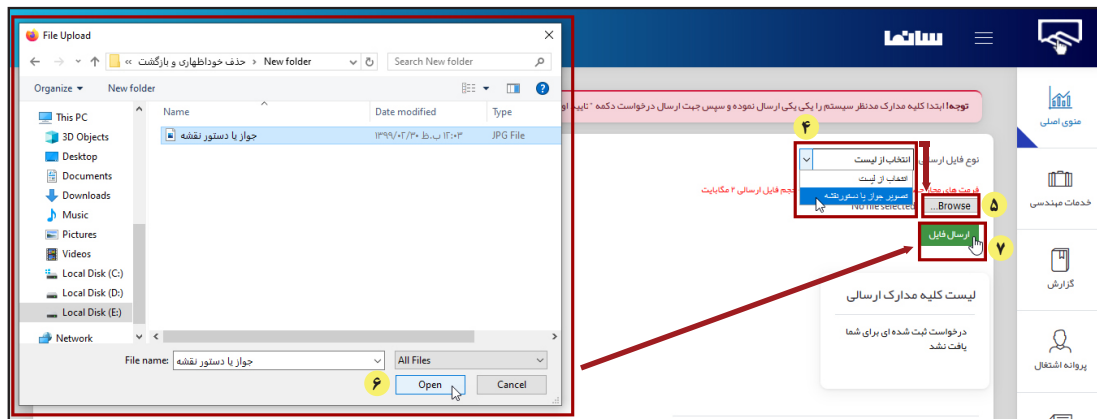 File Upload
New folder › حذف خوداظهاری و بازگشت «
Search New folder
Organize
New folder
This PC
3D Objects
Desktop
Documents
Downloads
Music
Pictures
Videos
Local Disk (C:)
Local Disk (D:)
Local Disk (E:)
Network
Name
Date modified
Type
جواز یا دستور نقشه
۱۳۹۹/۰۲/۳۰ ب.ظ ۱۲:۰۳
JPG File
File name:
جواز یا دستور نقشه
All Files
۶
Open
Cancel
ساتما
توجه! ابتدا کلیه مدارک مدنظر سیستم را یکی یکی ارسال نموده و سپس جهت ارسال درخواست دکمه "تایید
۴
نوع فایل ارسالی
انتخاب از لیست
انتخاب از لیست
تصویر جواز یا دستورنقشه
فرمت های مجاز
حجم فایل ارسالی ۲ مگابایت
Browse...
No file selected
۵
ارسال فایل
۷
لیست کلیه مدارک ارسالی
درخواست ثبت شده ای برای شما
یافت نشد
منوی اصلی
خدمات مهندسی
گزارش
پروانه اشتغال